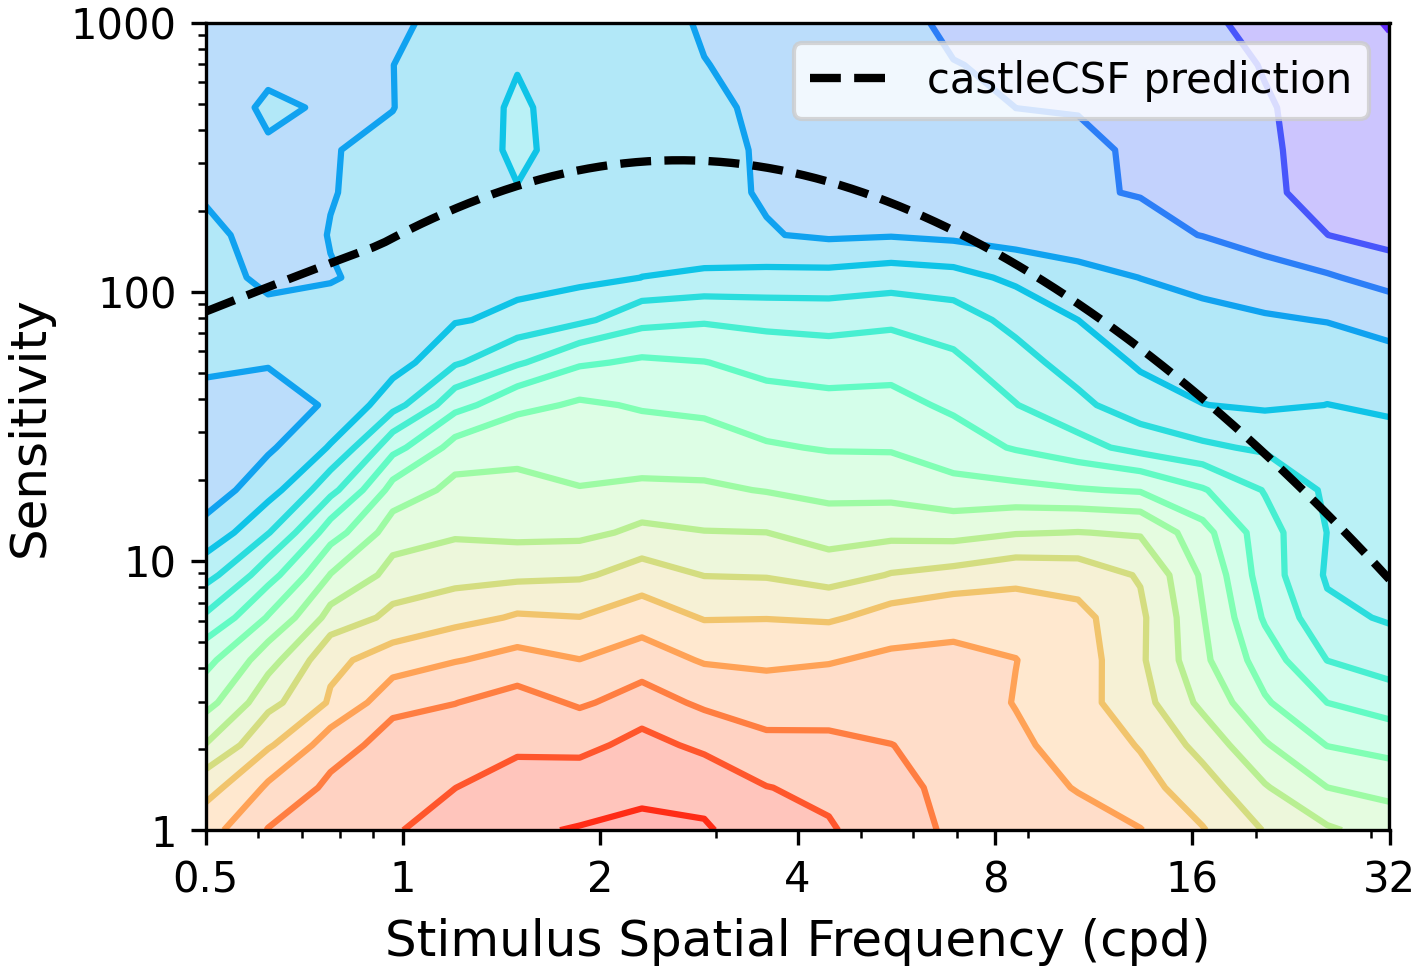 1000
castleCSF prediction
100
Sensitivity
10
1
0.5 1 2 4 8 16 32
Stimulus Spatial Frequency (cpd)